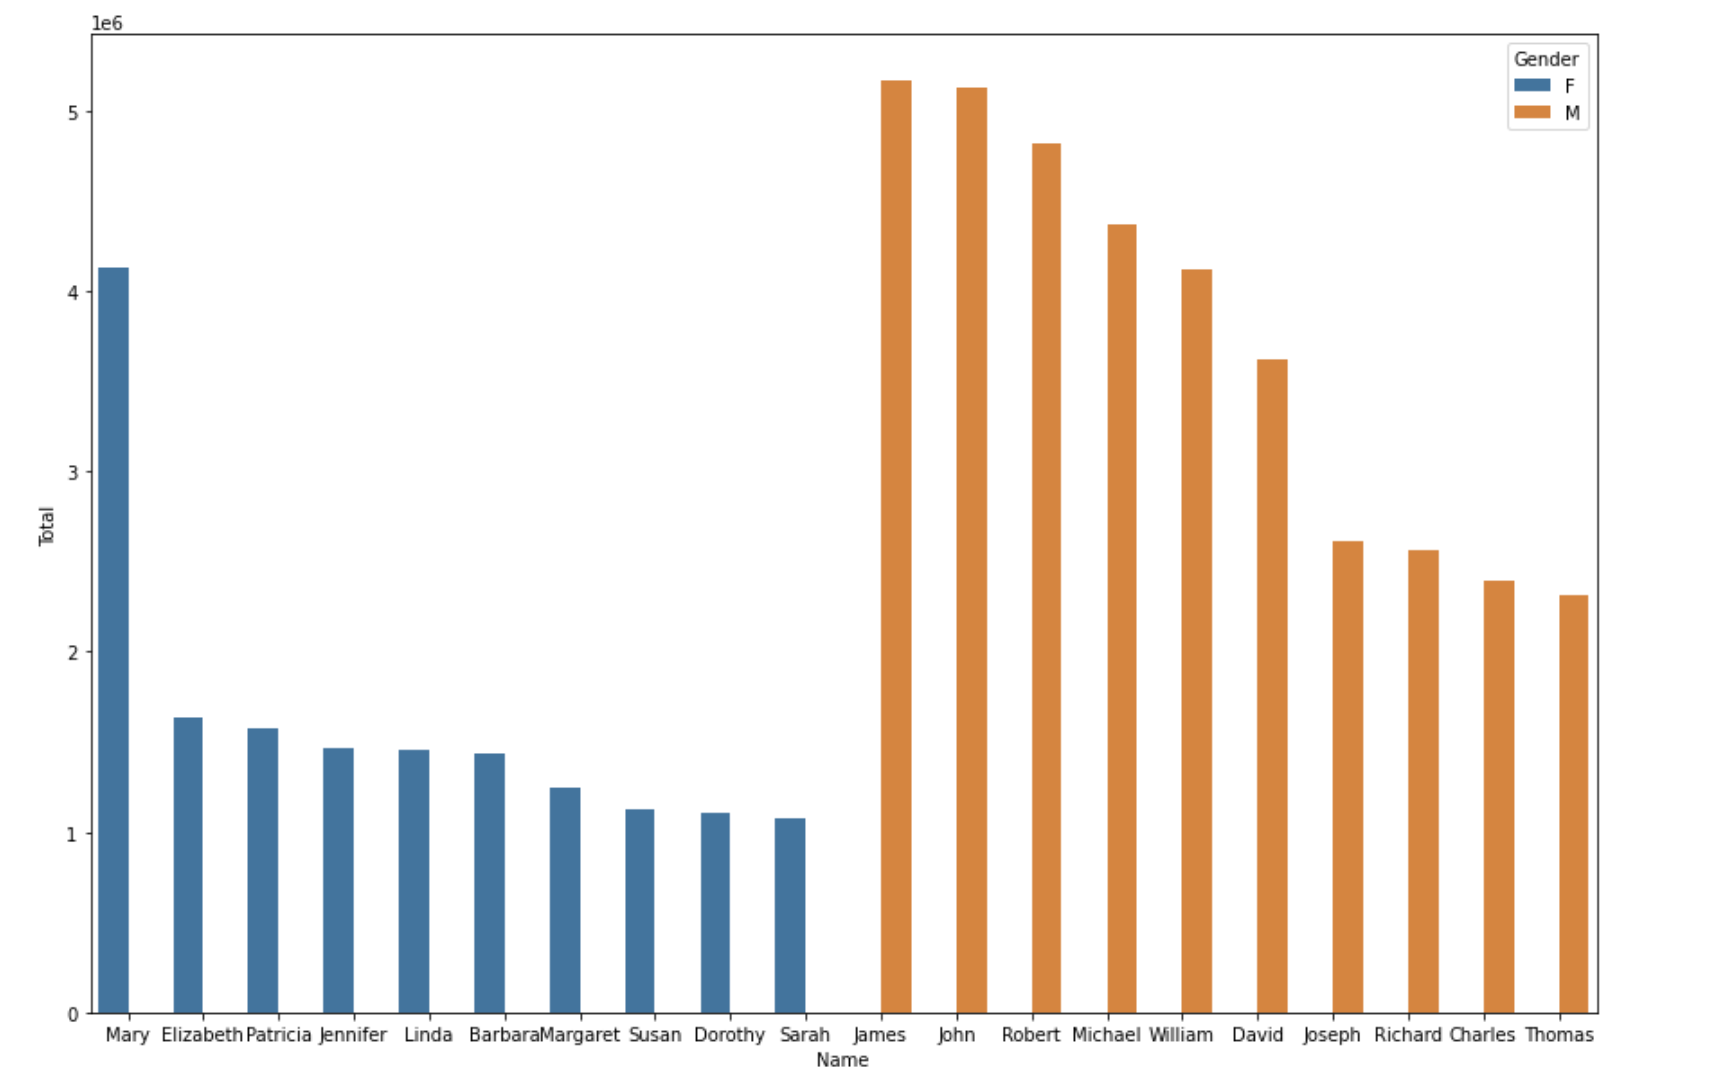 1e6
Gender
F
M
5
4
3
2
1
0
Total
Mary Elizabeth Patricia Jennifer Linda Barbara Margaret Susan Dorothy Sarah James John Robert Michael William David Joseph Richard Charles Thomas
Name